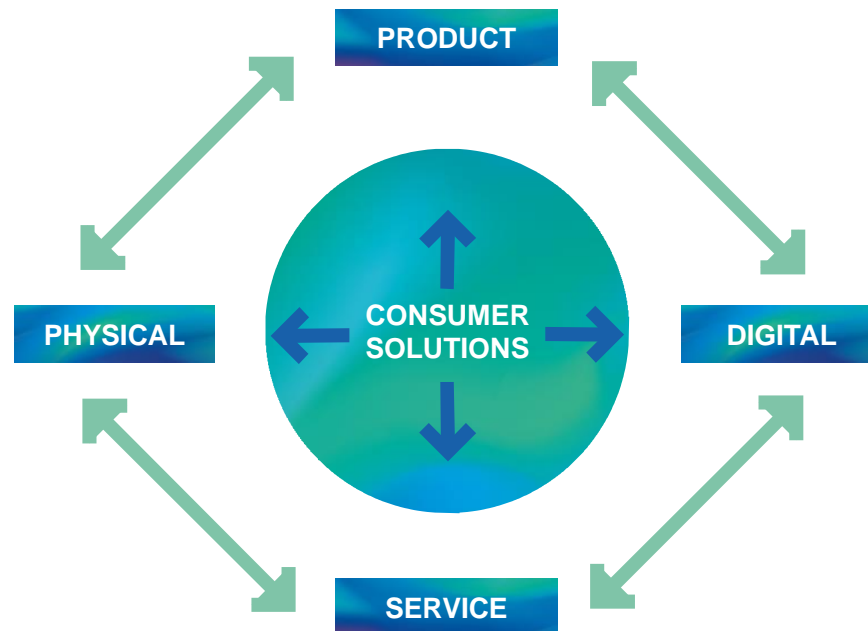 PRODUCT
PHYSICAL
CONSUMER
SOLUTIONS
DIGITAL
SERVICE